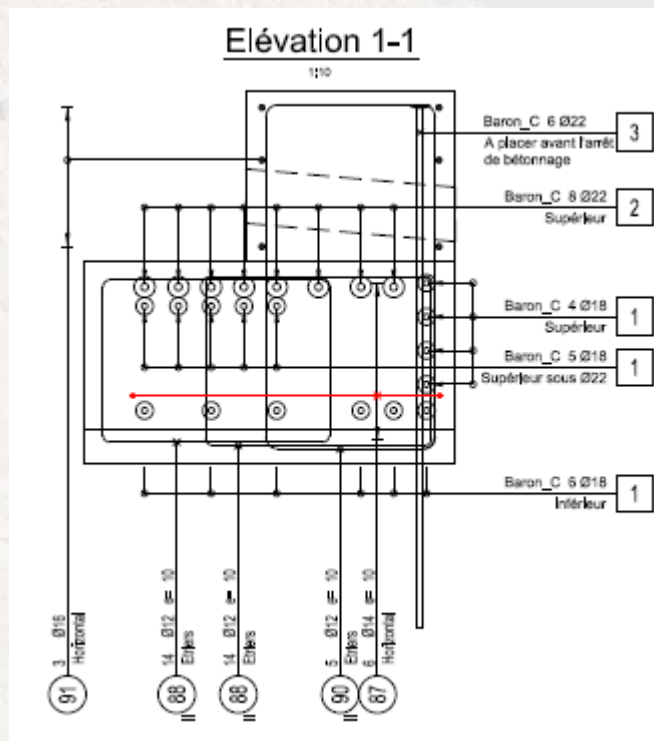 Elévation 1-1
1:10
Baron_C 6 Ø22
3
A placer avant l'arrêt
de bétonnage
Baron_C 8 Ø22
2
Supérieur
Baron_C 4 Ø18
1
Supérieur
Baron_C 5 Ø18
1
Supérieur sous Ø22
Baron_C 6 Ø18
1
Inférieur
3 Ø16
Horizontal
91
14 Ø12 e= 10
Etriers
88
II
14 Ø12 e= 10
Etriers
88
II
5 Ø12 e= 10
Etriers
90
II
6 Ø14 e= 10
Horizontal
87